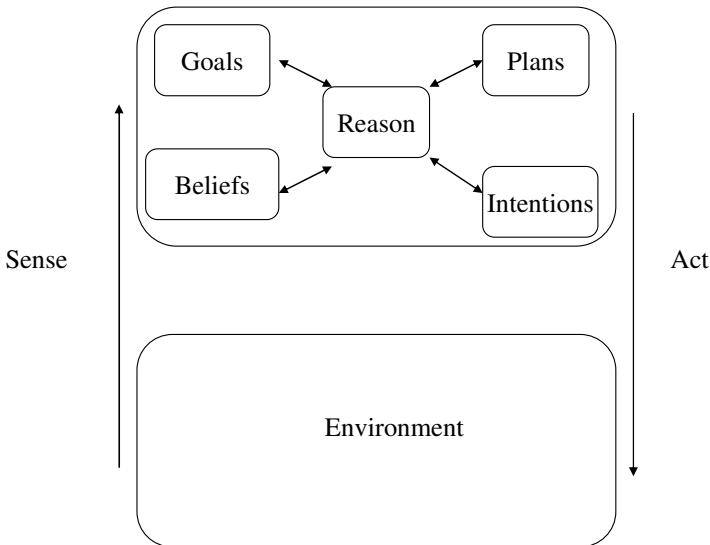 Goals
Plans
Reason
Beliefs
Intentions
Sense
Act
Environment